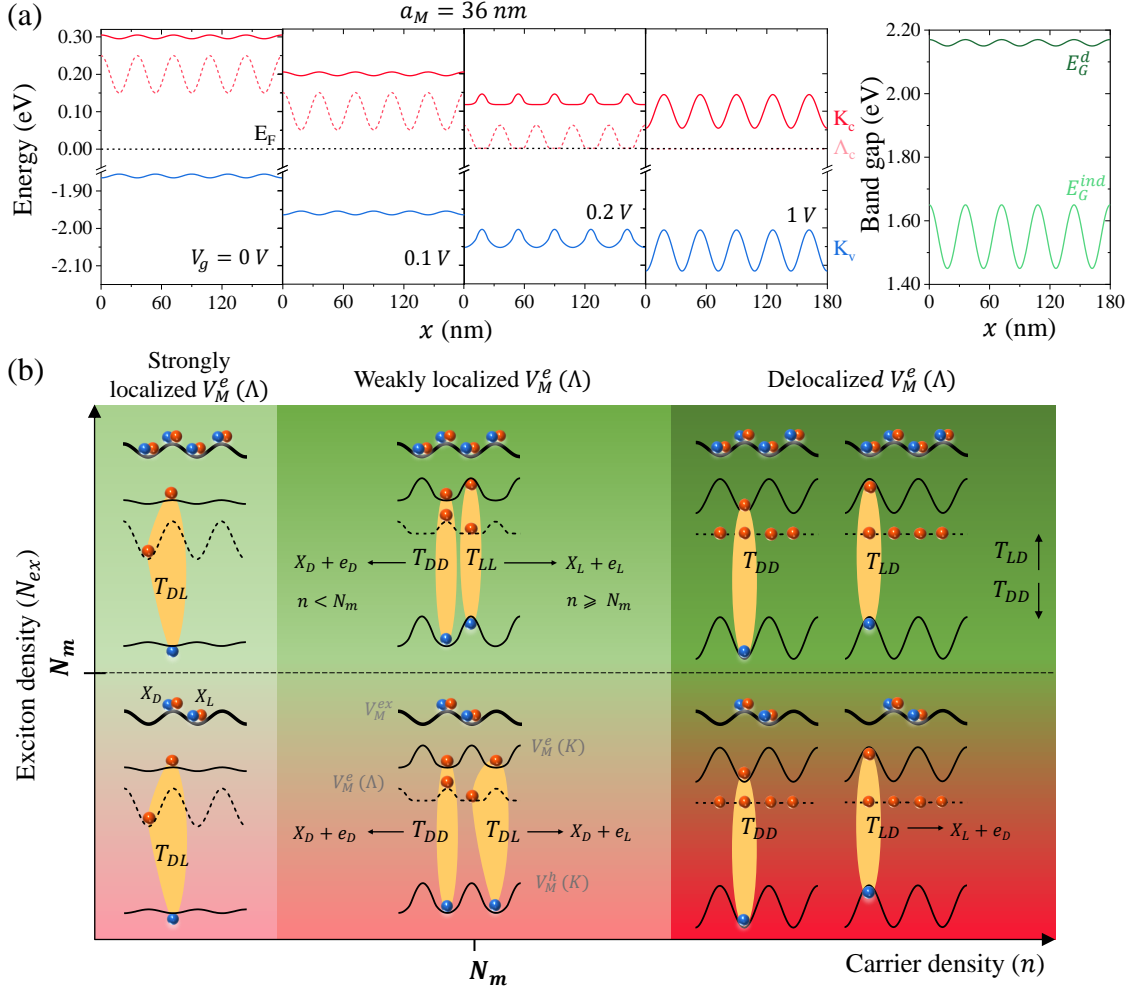 (a)
a_M = 36 nm
Energy (eV)
0.30
0.20
0.10
0.00
-1.90
-2.00
-2.10
E_F
V_g = 0 V
0.1 V
0.2 V
1 V
K_c
Λ_c
K_v
0 60 120 0 60 120 0 60 120 0 60 120 180
x (nm)
Band gap (eV)
2.20
2.00
1.80
1.60
1.40
E_G^d
E_G^ind
0 60 120 180
x (nm)
(b)
Strongly
localized V_M^e (Λ)
Weakly localized V_M^e (Λ)
Delocalized V_M^e (Λ)
Exciton density (N_ex)
N_m
T_DL
X_D + e_D
T_DD
T_LL
X_L + e_L
n < N_m
n ⩾ N_m
T_DD
T_LD
T_LD
T_DD
X_D
X_L
T_DL
V_M^ex
V_M^e (K)
V_M^e (Λ)
X_D + e_D
T_DD
T_DL
X_D + e_L
V_M^h (K)
T_DD
T_LD
X_L + e_D
N_m
Carrier density (n)